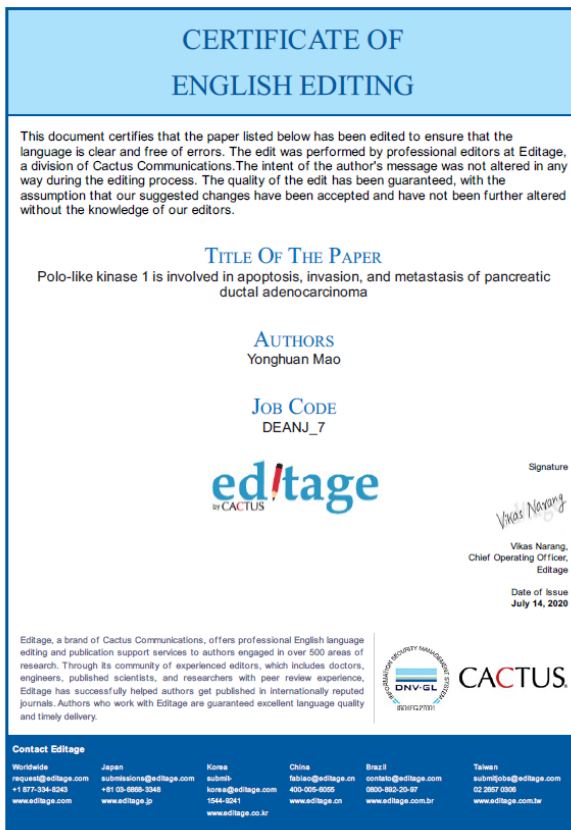 CERTIFICATE OF
ENGLISH EDITING
This document certifies that the paper listed below has been edited to ensure that the
language is clear and free of errors. The edit was performed by professional editors at Editage,
a division of Cactus Communications.The intent of the author's message was not altered in any
way during the editing process. The quality of the edit has been guaranteed, with the
assumption that our suggested changes have been accepted and have not been further altered
without the knowledge of our editors.
TITLE OF THE PAPER
Polo-like kinase 1 is involved in apoptosis, invasion, and metastasis of pancreatic
ductal adenocarcinoma
AUTHORS
Yonghuan Mao
JOB CODE
DEANJ_7
editage
by CACTUS
Signature
Vikas Narang
Vikas Narang,
Chief Operating Officer,
Editage
Date of Issue
July 14, 2020
Editage, a brand of Cactus Communications, offers professional English language
editing and publication support services to authors engaged in over 500 areas of
research. Through its community of experienced editors, which includes doctors,
engineers, published scientists, and researchers with peer review experience,
Editage has successfully helped authors get published in internationally reputed
journals. Authors who work with Editage are guaranteed excellent language quality
and timely delivery.
INFORMATION SECURITY MANAGEMENT SYSTEM
DNV·GL
CACTUS.
Contact Editage
Worldwide
request@editage.com
+1 877-334-8243
www.editage.com
Japan
submissions@editage.com
+81 03-6868-3348
www.editage.jp
Korea
submit-
korea@editage.com
1544-9241
www.editage.co.kr
China
fabiao@editage.cn
400-005-6055
www.editage.cn
Brazil
contato@editage.com
0800-892-20-97
www.editage.com.br
Taiwan
submitjobs@editage.com
02 2657 0306
www.editage.com.tw